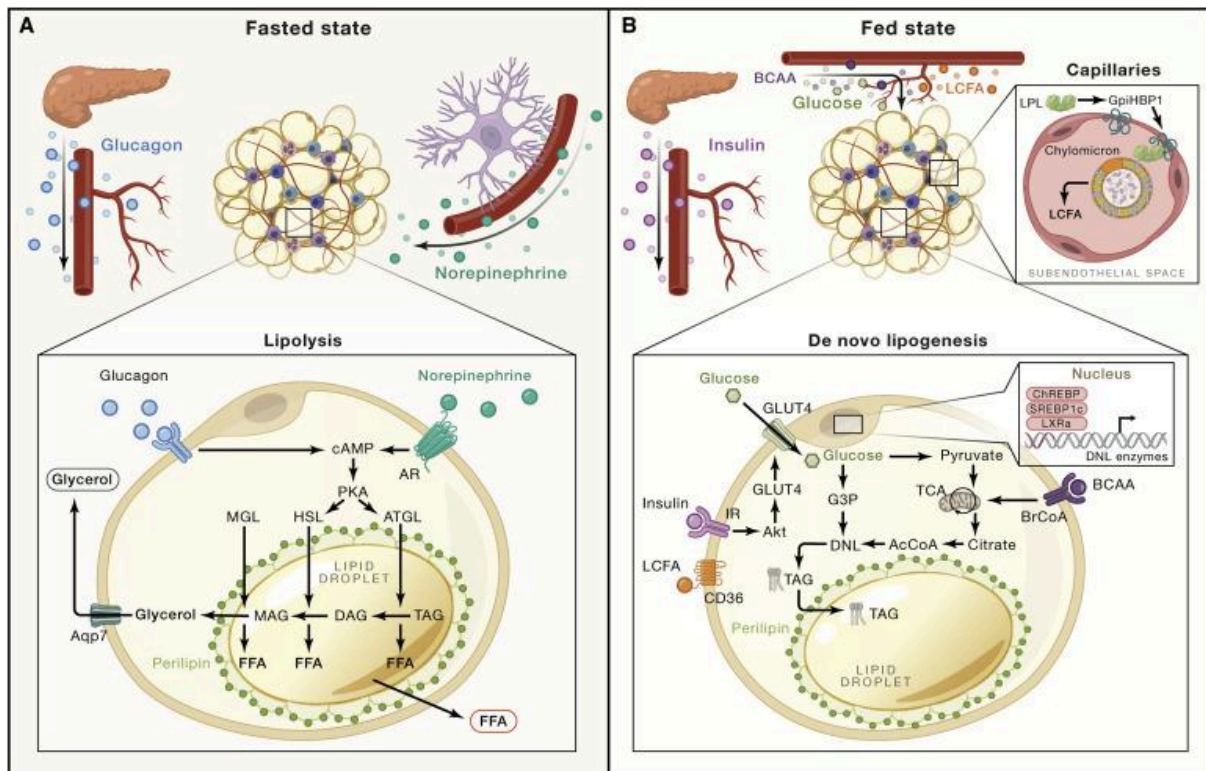 A
Fasted state
Glucagon
Norepinephrine
Lipolysis
Glucagon
Norepinephrine
cAMP
AR
Glycerol
PKA
MGL
HSL
ATGL
LIPID
DROPLET
Glycerol
MAG
DAG
TAG
Aqp7
Perilipin
FFA
FFA
FFA
FFA
B
Fed state
BCAA
LCFA
Glucose
Insulin
Capillaries
LPL
GpiHBP1
Chylomicron
LCFA
SUBENDOTHELIAL SPACE
De novo lipogenesis
Glucose
GLUT4
Nucleus
ChREBP
SREBP1c
LXRa
DNL enzymes
Glucose
Pyruvate
GLUT4
G3P
TCA
BCAA
Insulin
IR
Akt
BrCoA
DNL
AcCoA
Citrate
LCFA
CD36
TAG
TAG
Perilipin
LIPID
DROPLET